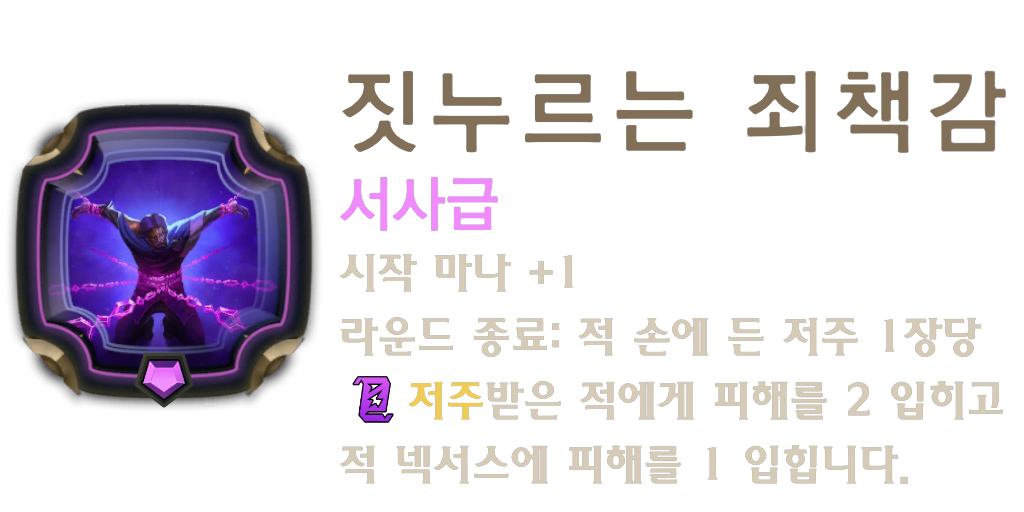 짓누르는 죄책감
서사급
시작 마나 +1
라운드 종료: 적 손에 든 저주 1장당
저주받은 적에게 피해를 2 입히고
적 넥서스에 피해를 1 입힙니다.